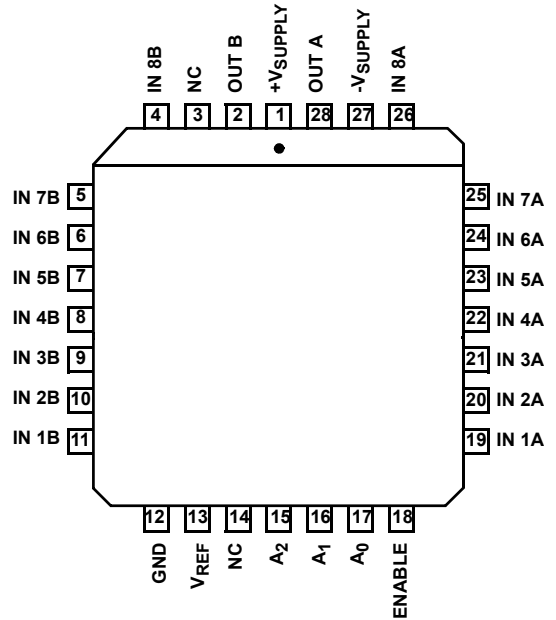 IN 8B
NC
OUT B
+VSUPPLY
OUT A
-VSUPPLY
IN 8A
4
3
2
1
28
27
26
IN 7B 5
25 IN 7A
IN 6B 6
24 IN 6A
IN 5B 7
23 IN 5A
IN 4B 8
22 IN 4A
IN 3B 9
21 IN 3A
IN 2B 10
20 IN 2A
IN 1B 11
19 IN 1A
12
13
14
15
16
17
18
GND
VREF
NC
A2
A1
A0
ENABLE